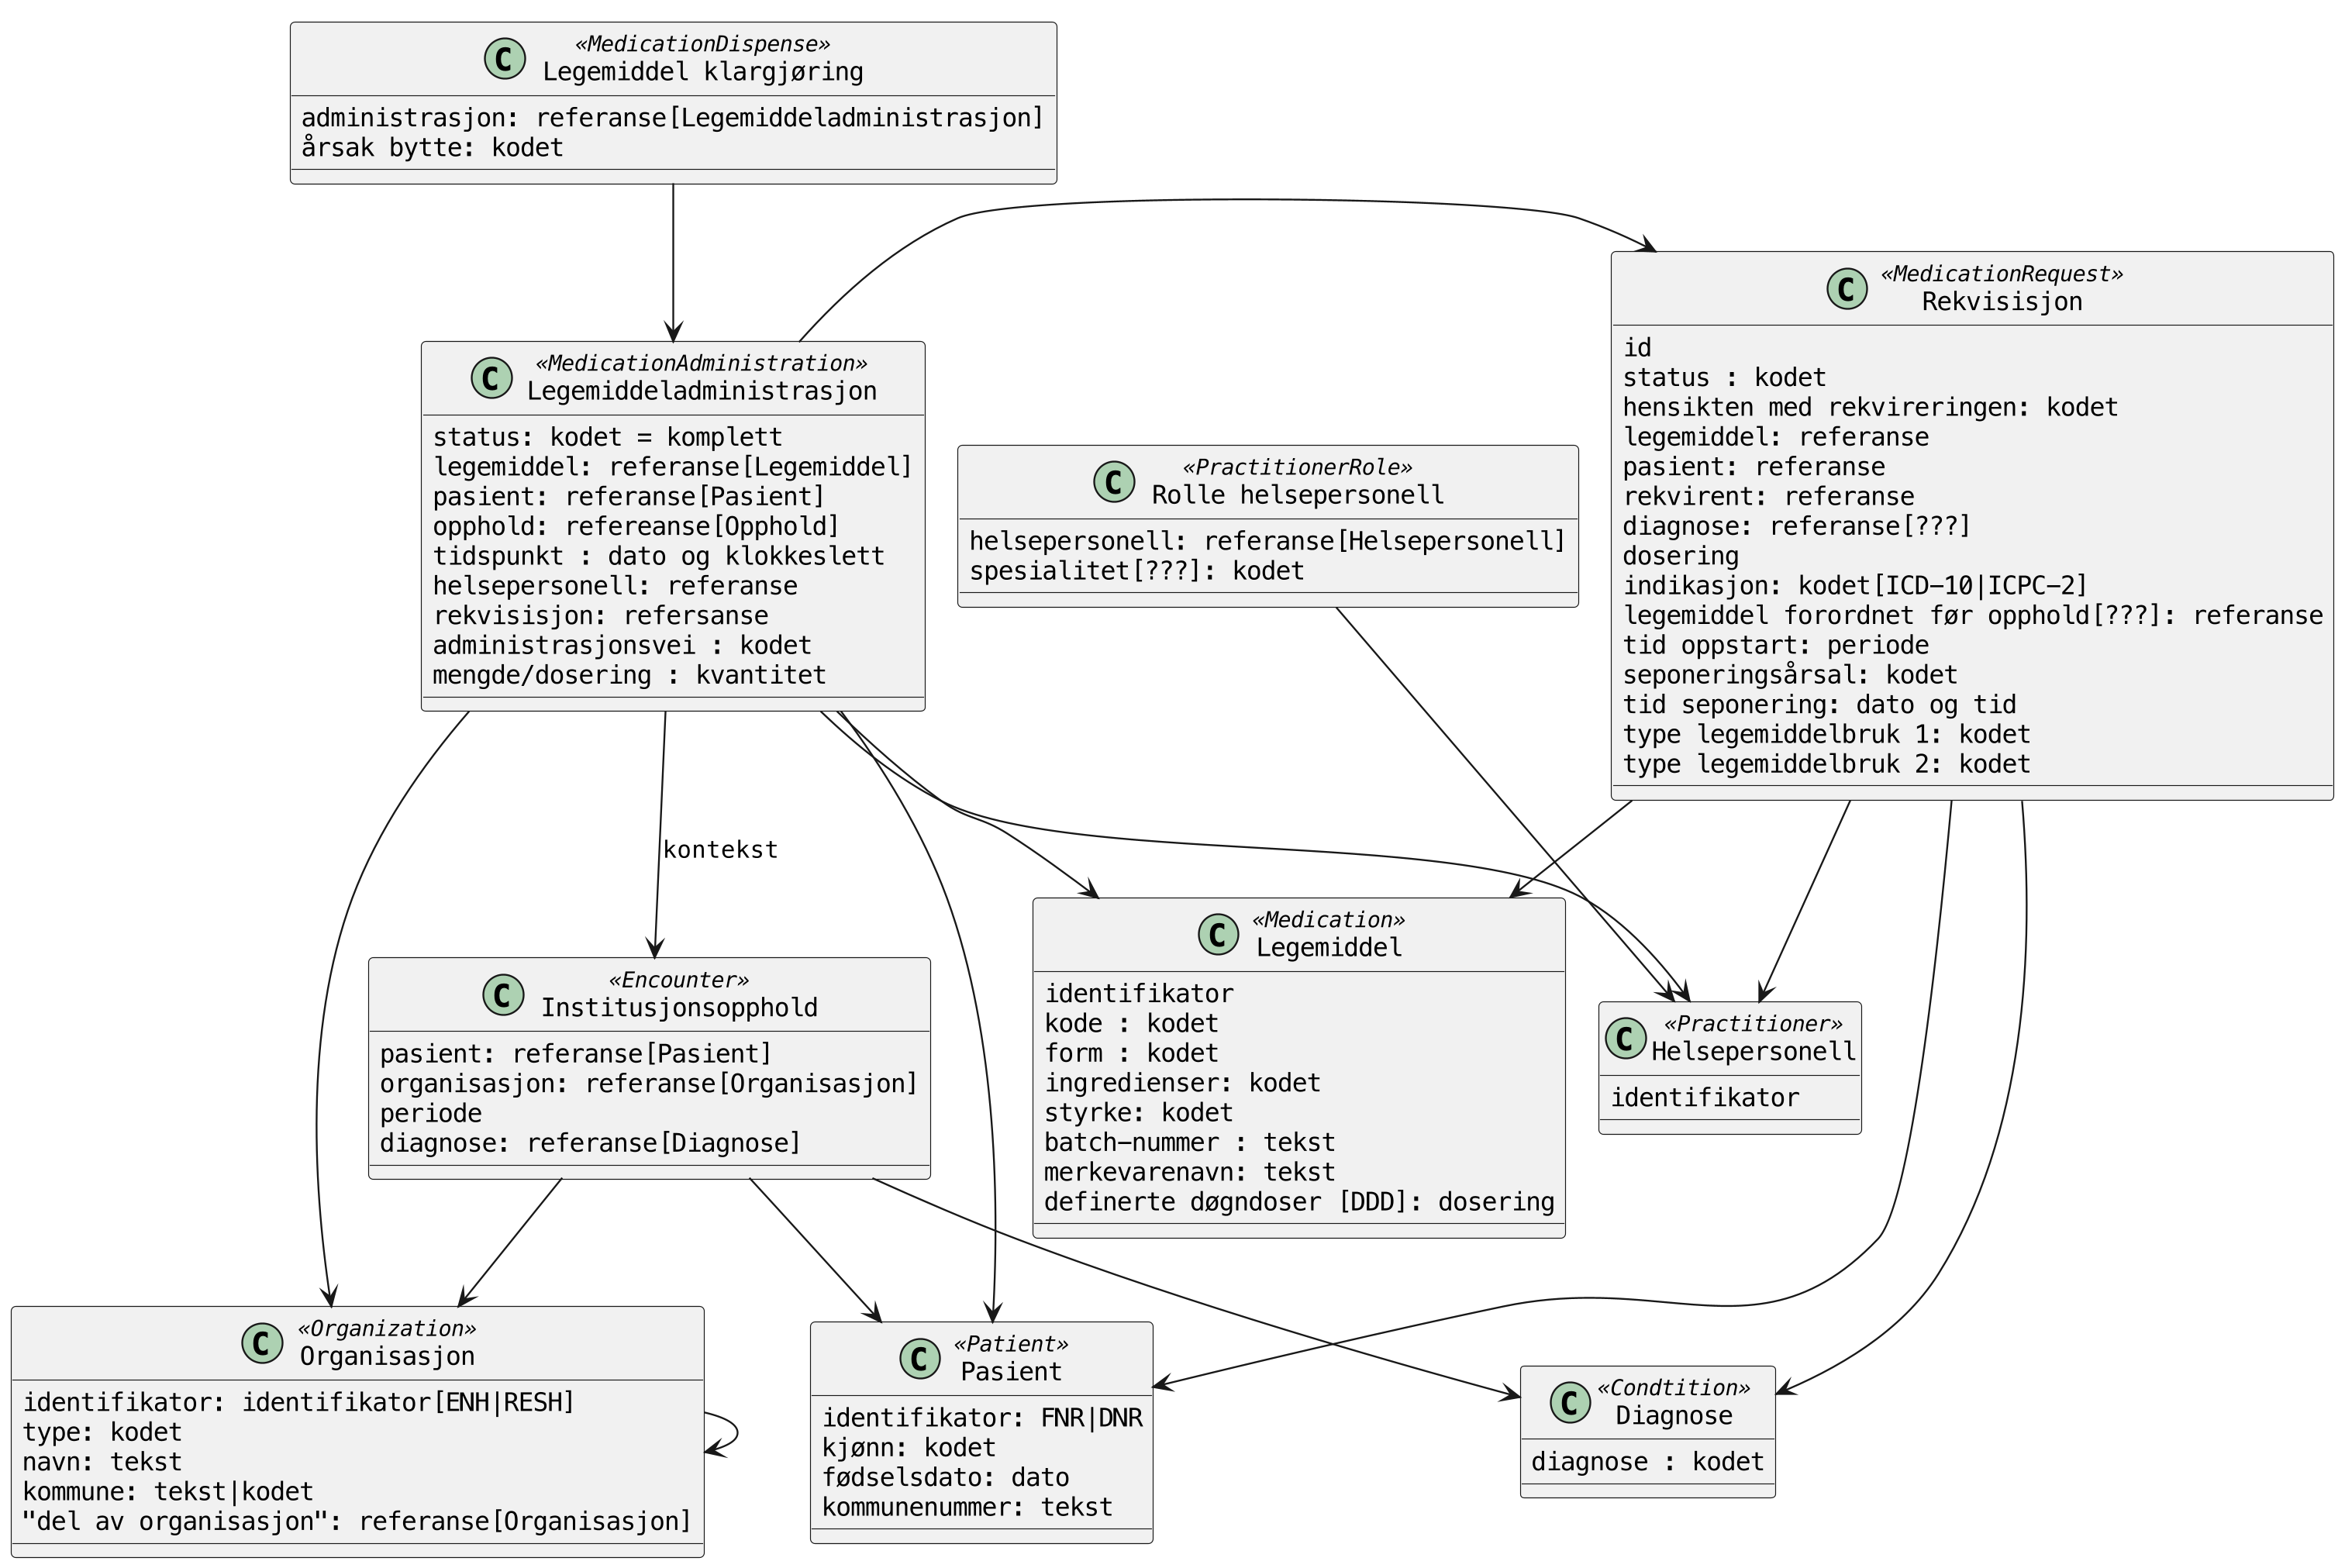 C
«MedicationDispense»
Legemiddel klargjøring
administrasjon: referanse[Legemiddeladministrasjon]
årsak bytte: kodet
C
«MedicationRequest»
Rekvisisjon
id
status : kodet
hensikten med rekvireringen: kodet
legemiddel: referanse
pasient: referanse
rekvirent: referanse
diagnose: referanse[???]
dosering
indikasjon: kodet[ICD-10|ICPC-2]
legemiddel forordnet før opphold[???]: referanse
tid oppstart: periode
seponeringsårsal: kodet
tid seponering: dato og tid
type legemiddelbruk 1: kodet
type legemiddelbruk 2: kodet
C
«MedicationAdministration»
Legemiddeladministrasjon
status: kodet = komplett
legemiddel: referanse[Legemiddel]
pasient: referanse[Pasient]
opphold: refereanse[Opphold]
tidspunkt : dato og klokkeslett
helsepersonell: referanse
rekvisisjon: refersanse
administrasjonsvei : kodet
mengde/dosering : kvantitet
C
«PractitionerRole»
Rolle helsepersonell
helsepersonell: referanse[Helsepersonell]
spesialitet[???]: kodet
kontekst
C
«Medication»
Legemiddel
identifikator
kode : kodet
form : kodet
ingredienser: kodet
styrke: kodet
batch-nummer : tekst
merkevarenavn: tekst
definerte døgndoser [DDD]: dosering
C
«Encounter»
Institusjonsopphold
pasient: referanse[Pasient]
organisasjon: referanse[Organisasjon]
periode
diagnose: referanse[Diagnose]
C
«Practitioner»
Helsepersonell
identifikator
C
«Organization»
Organisasjon
identifikator: identifikator[ENH|RESH]
type: kodet
navn: tekst
kommune: tekst|kodet
"del av organisasjon": referanse[Organisasjon]
C
«Patient»
Pasient
identifikator: FNR|DNR
kjønn: kodet
fødselsdato: dato
kommunenummer: tekst
C
«Condtition»
Diagnose
diagnose : kodet